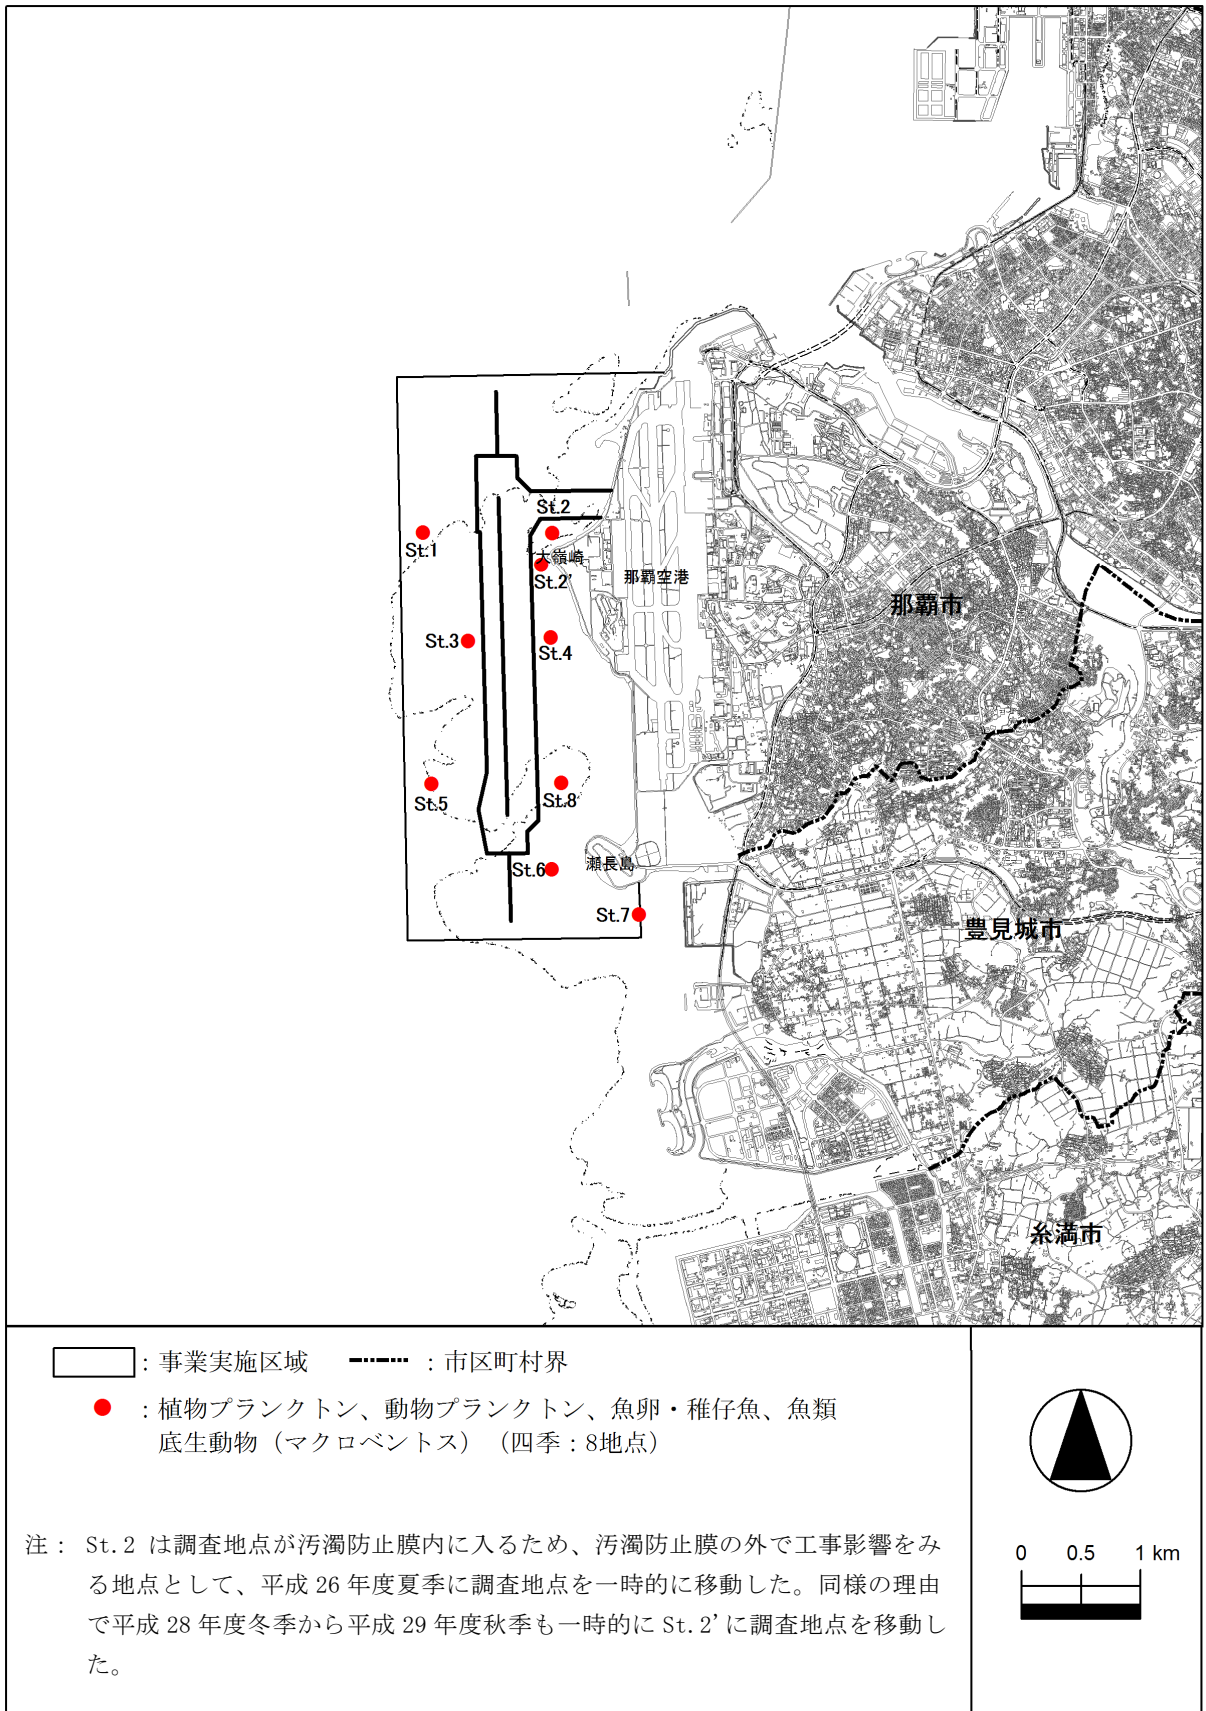 St.2
St.1
大嶺崎
St.2'
那覇空港
那覇市
St.3
St.4
St.5
St.8
St.6
瀬長島
St.7
豊見城市
糸満市
：事業実施区域
：市区町村界
：植物プランクトン、動物プランクトン、魚卵・稚仔魚、魚類
底生動物（マクロベントス）（四季：8地点）
注： St.2 は調査地点が汚濁防止膜内に入るため、汚濁防止膜の外で工事影響をみ
る地点として、平成 26 年度夏季に調査地点を一時的に移動した。同様の理由
で平成 28 年度冬季から平成 29 年度秋季も一時的に St.2’に調査地点を移動し
た。
0 0.5 1 km